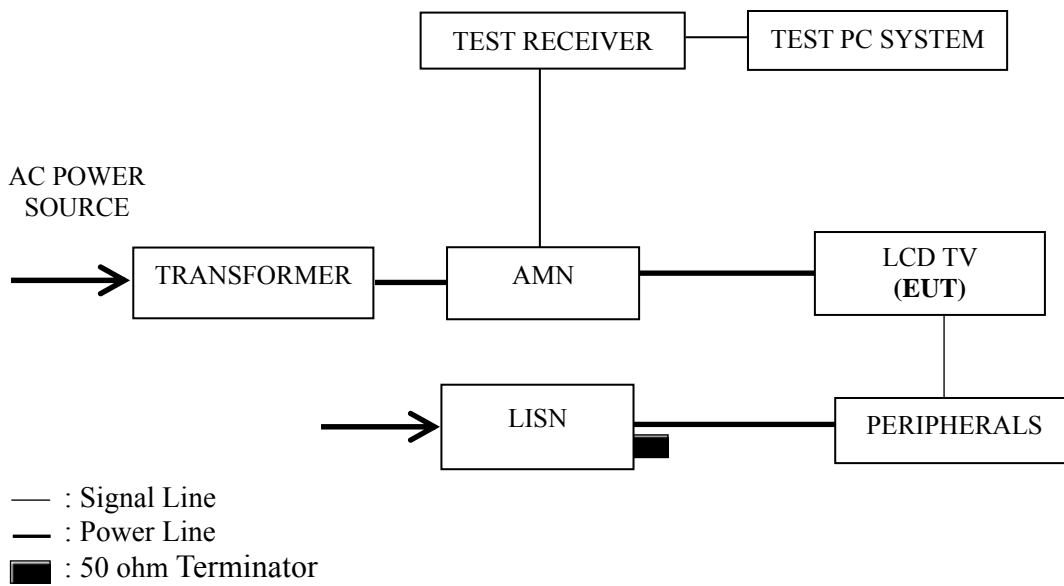 TEST RECEIVER
TEST PC SYSTEM
AC POWER
SOURCE
TRANSFORMER
AMN
LCD TV
(EUT)
LISN
PERIPHERALS
: Signal Line
: Power Line
: 50 ohm Terminator